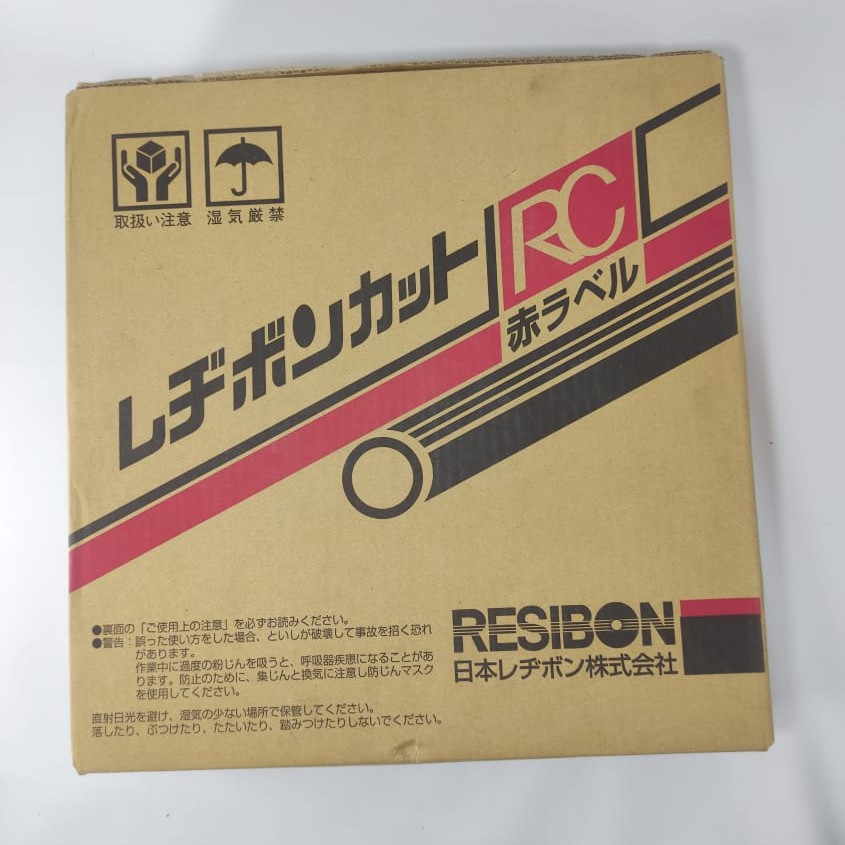 取扱い注意
湿気厳禁
レヂボンカット
RC
赤ラベル
●裏面の「ご使用上の注意」を必ずお読みください。
●警告：誤った使い方をした場合、といしが破壊して事故を招く恐れ
があります。
作業中に過度の粉じんを吸うと、呼吸器疾患になることがあ
ります。防止のために、集じんと換気に注意し防じんマスク
を使用してください。
直射日光を避け、湿気の少ない場所で保管してください。
落したり、ぶつけたり、たたいたり、踏みつけたりしないでください。
RESIBON
日本レヂボン株式会社